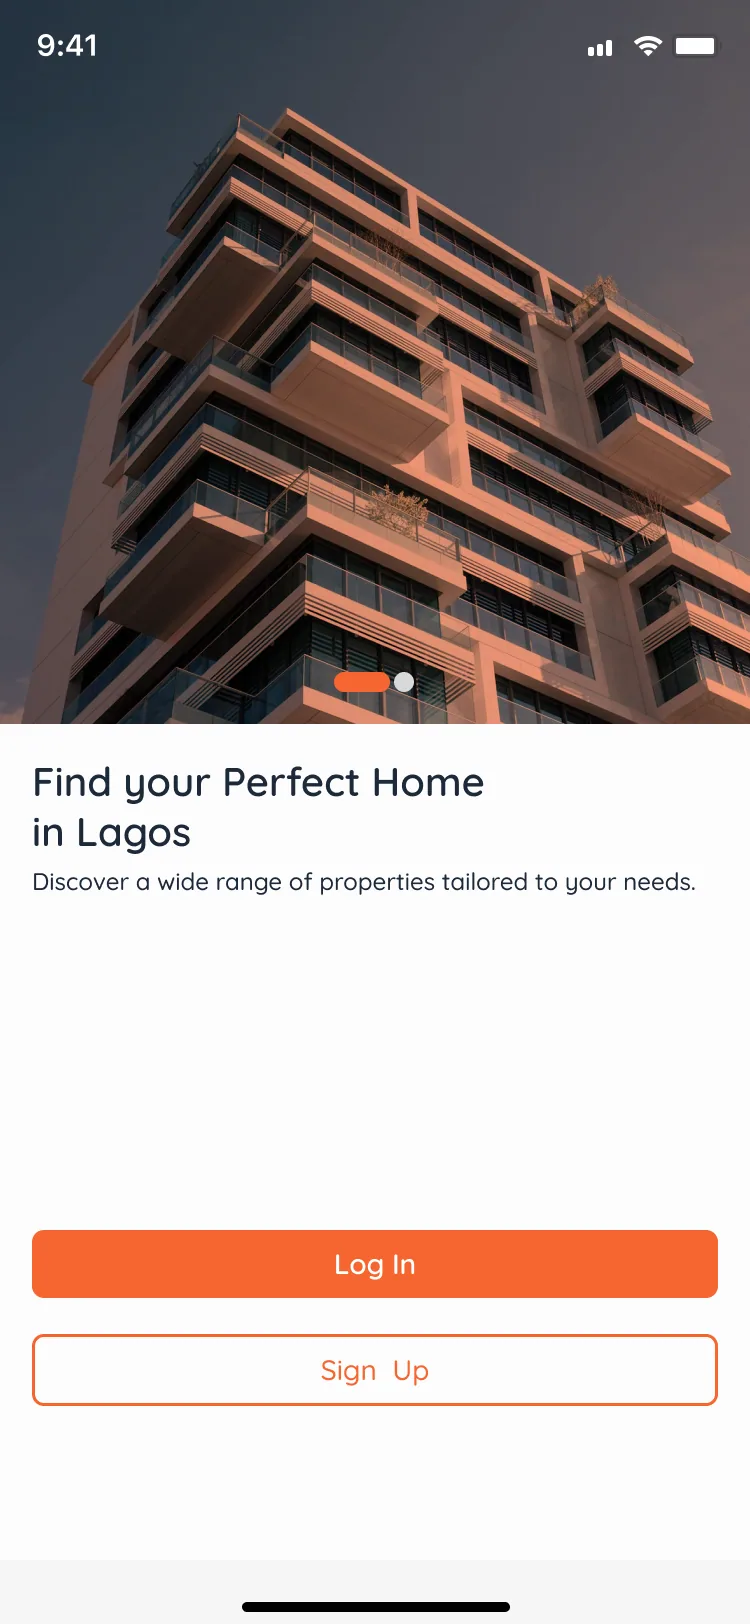 9:41
Find your Perfect Home
in Lagos
Discover a wide range of properties tailored to your needs.
Log In
Sign  Up